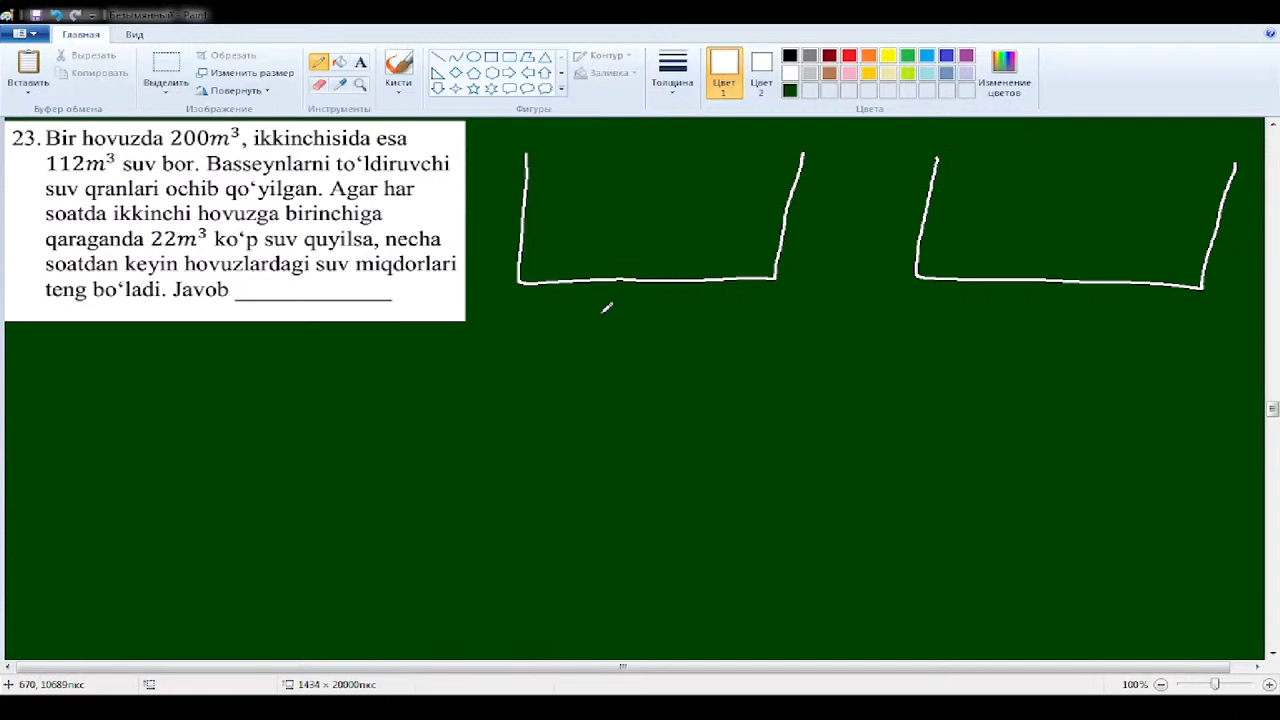 Безымянный - Paint
Главная
Вид
Вставить
Вырезать
Копировать
Буфер обмена
Выделить
Обрезать
Изменить размер
Повернуть
Изображение
Инструменты
Кисти
Фигуры
Контур
Заливка
Толщина
Цвет
1
Цвет
2
Цвета
Изменение
цветов
23. Bir hovuzda 200m³, ikkinchisida esa
112m³ suv bor. Basseynlarni to‘ldiruvchi
suv qranlari ochib qo‘yilgan. Agar har
soatda ikkinchi hovuzga birinchiga
qaraganda 22m³ ko‘p suv quyilsa, necha
soatdan keyin hovuzlardagi suv miqdorlari
teng bo‘ladi. Javob ______________
670, 10689пкс
1434 × 20000пкс
100%